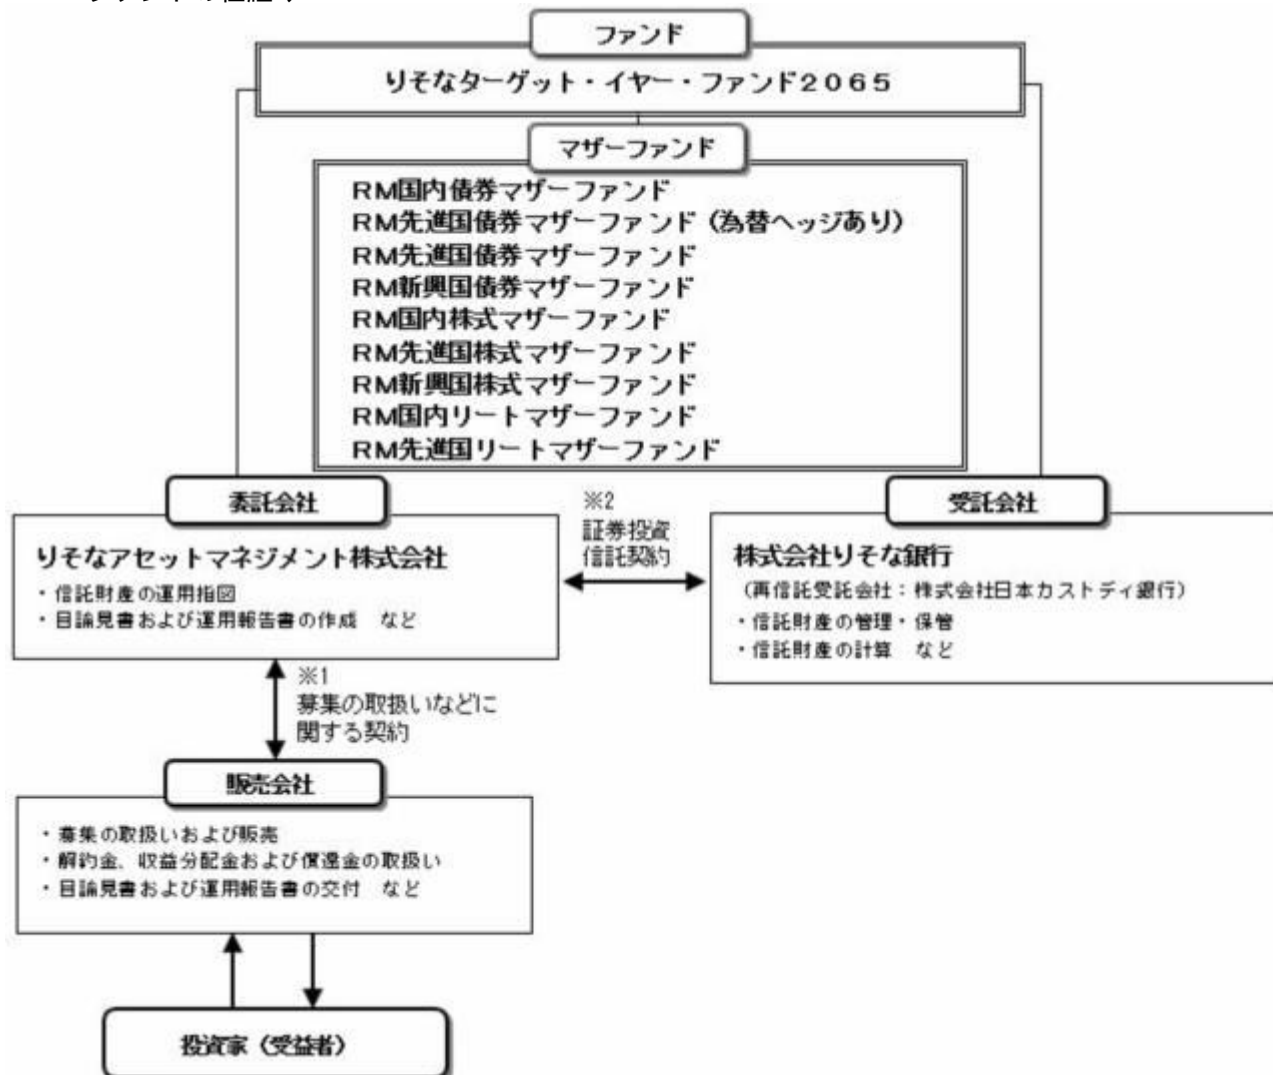 ファンド
りそなターゲット・イヤー・ファンド２０６５
マザーファンド
ＲＭ国内債券マザーファンド
ＲＭ先進国債券マザーファンド（為替ヘッジあり）
ＲＭ先進国債券マザーファンド
ＲＭ新興国債券マザーファンド
ＲＭ国内株式マザーファンド
ＲＭ先進国株式マザーファンド
ＲＭ新興国株式マザーファンド
ＲＭ国内リートマザーファンド
ＲＭ先進国リートマザーファンド
委託会社
りそなアセットマネジメント株式会社
・信託財産の運用指図
・目論見書および運用報告書の作成　など
※2
証券投資
信託契約
受託会社
株式会社りそな銀行
（再信託受託会社：株式会社日本カストディ銀行）
・信託財産の管理・保管
・信託財産の計算　など
※1
募集の取扱いなどに
関する契約
販売会社
・募集の取扱いおよび販売
・解約金、収益分配金および償還金の取扱い
・目論見書および運用報告書の交付　など
投資家（受益者）